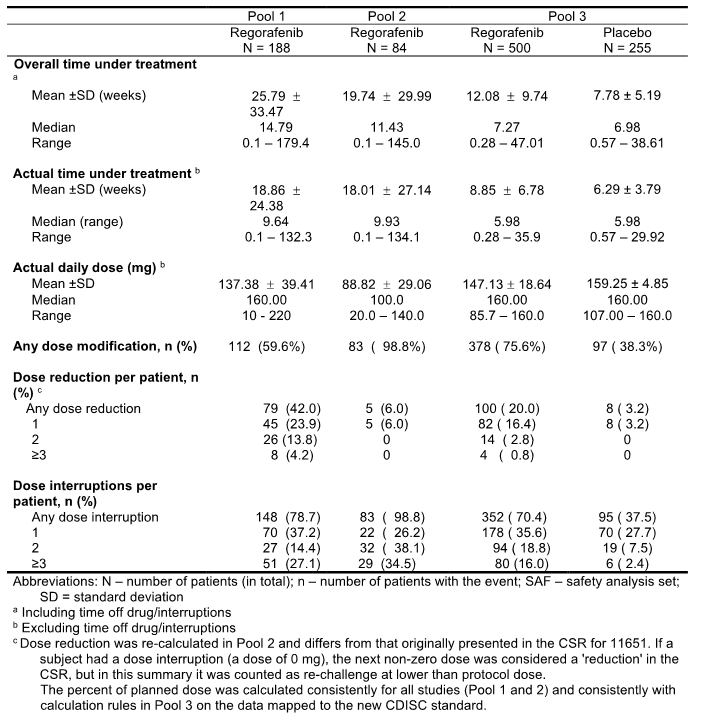 Pool 1 Pool 2 Pool 3
Regorafenib Regorafenib Regorafenib Placebo
N = 188 N = 84 N = 500 N = 255
Overall time under treatment
a
Mean ±SD (weeks) 25.79 ± 19.74 ± 29.99 12.08 ± 9.74 7.78 ± 5.19
33.47
Median 14.79 11.43 7.27 6.98
Range 0.1 – 179.4 0.1 – 145.0 0.28 – 47.01 0.57 – 38.61
Actual time under treatment b
Mean ±SD (weeks) 18.86 ± 18.01 ± 27.14 8.85 ± 6.78 6.29 ± 3.79
24.38
Median (range) 9.64 9.93 5.98 5.98
Range 0.1 – 132.3 0.1 – 134.1 0.28 – 35.9 0.57 – 29.92
Actual daily dose (mg) b
Mean ±SD 137.38 ± 39.41 88.82 ± 29.06 147.13 ± 18.64 159.25 ± 4.85
Median 160.00 100.0 160.00 160.00
Range 10 - 220 20.0 – 140.0 85.7 – 160.0 107.00 – 160.0
Any dose modification, n (%) 112 (59.6%) 83 ( 98.8%) 378 ( 75.6%) 97 ( 38.3%)
Dose reduction per patient, n
(%) c
Any dose reduction 79 (42.0) 5 (6.0) 100 ( 20.0) 8 ( 3.2)
1 45 (23.9) 5 (6.0) 82 ( 16.4) 8 ( 3.2)
2 26 (13.8) 0 14 ( 2.8) 0
≥3 8 (4.2) 0 4 ( 0.8) 0
Dose interruptions per
patient, n (%)
Any dose interruption 148 (78.7) 83 ( 98.8) 352 ( 70.4) 95 ( 37.5)
1 70 (37.2) 22 ( 26.2) 178 ( 35.6) 70 ( 27.7)
2 27 (14.4) 32 ( 38.1) 94 ( 18.8) 19 ( 7.5)
≥3 51 (27.1) 29 (34.5) 80 (16.0) 6 ( 2.4)
Abbreviations: N – number of patients (in total); n – number of patients with the event; SAF – safety analysis set;
SD = standard deviation
a Including time off drug/interruptions
b Excluding time off drug/interruptions
c Dose reduction was re-calculated in Pool 2 and differs from that originally presented in the CSR for 11651. If a
subject had a dose interruption (a dose of 0 mg), the next non-zero dose was considered a 'reduction' in the
CSR, but in this summary it was counted as re-challenge at lower than protocol dose.
The percent of planned dose was calculated consistently for all studies (Pool 1 and 2) and consistently with
calculation rules in Pool 3 on the data mapped to the new CDISC standard.